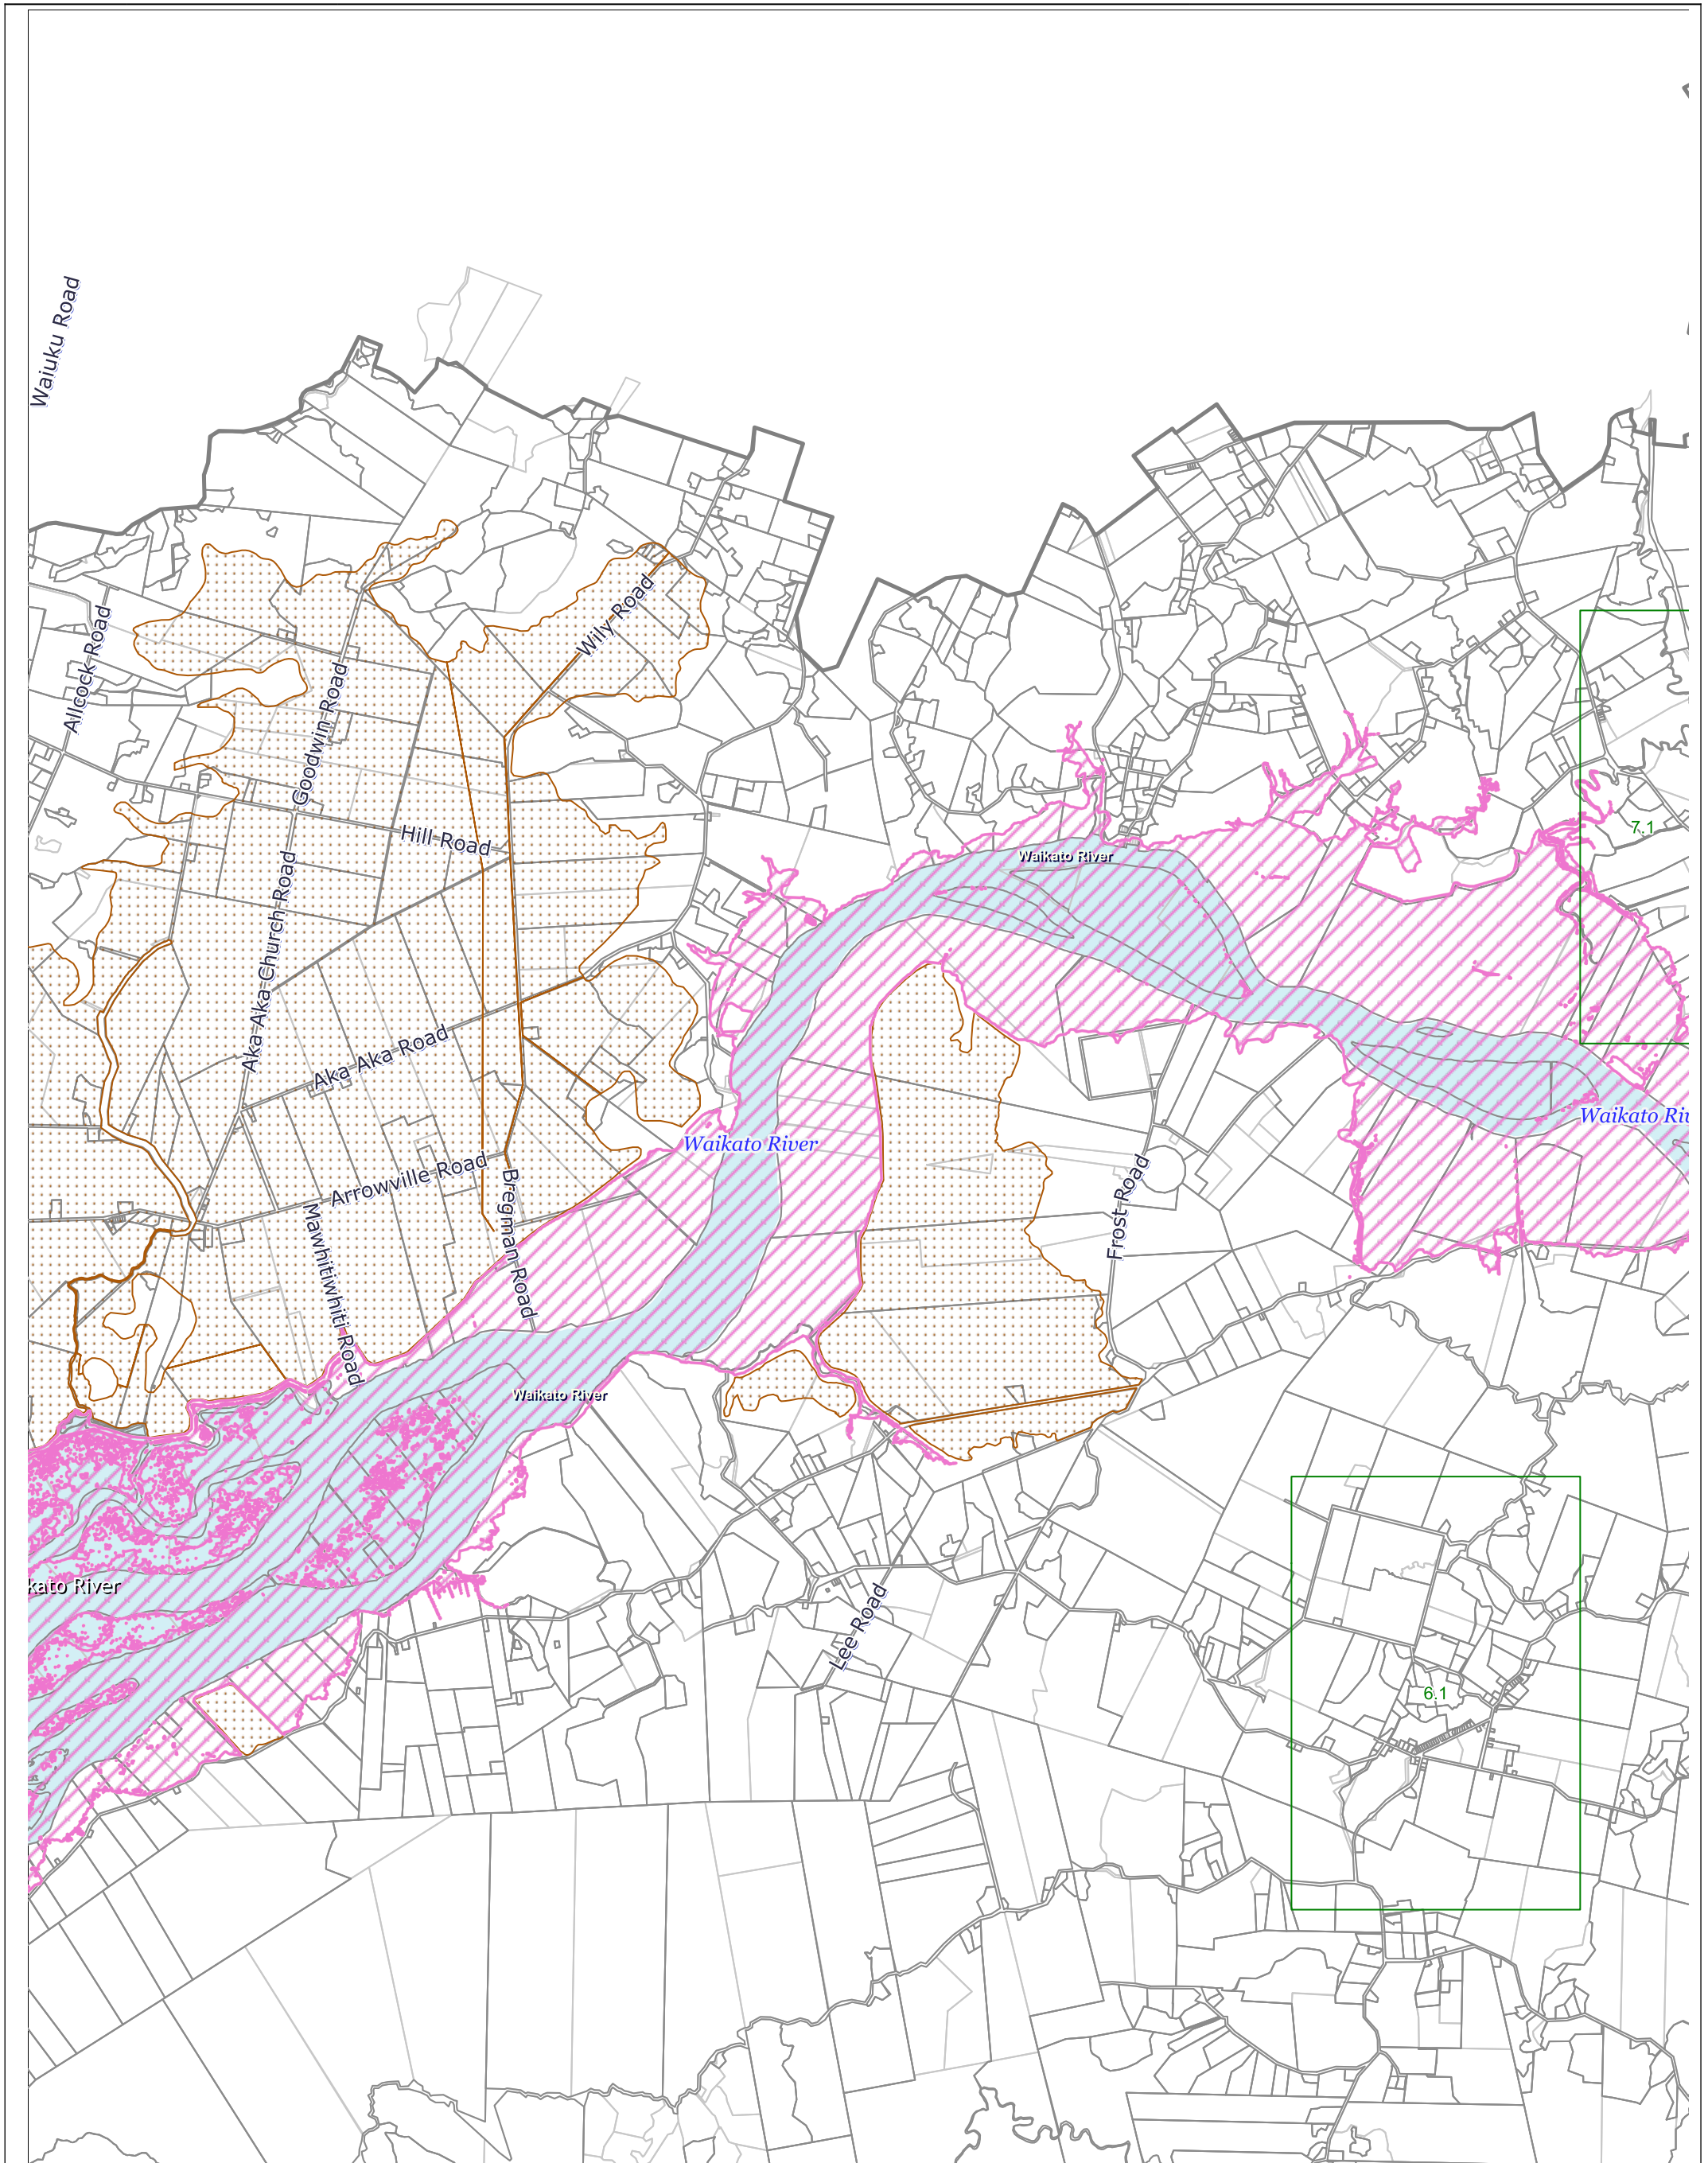 Waiuku Road
Wily Road
Allcock Road
Goodwin Road
7.1
Hill Road
Waikato River
Aka Aka Church Road
Aka Aka Road
Waikato River
Waikato Riv
Arrowville Road
Frost Road
Bregman Road
Mawhitiwhiti Road
Waikato River
kato River
Lee Road
6.1